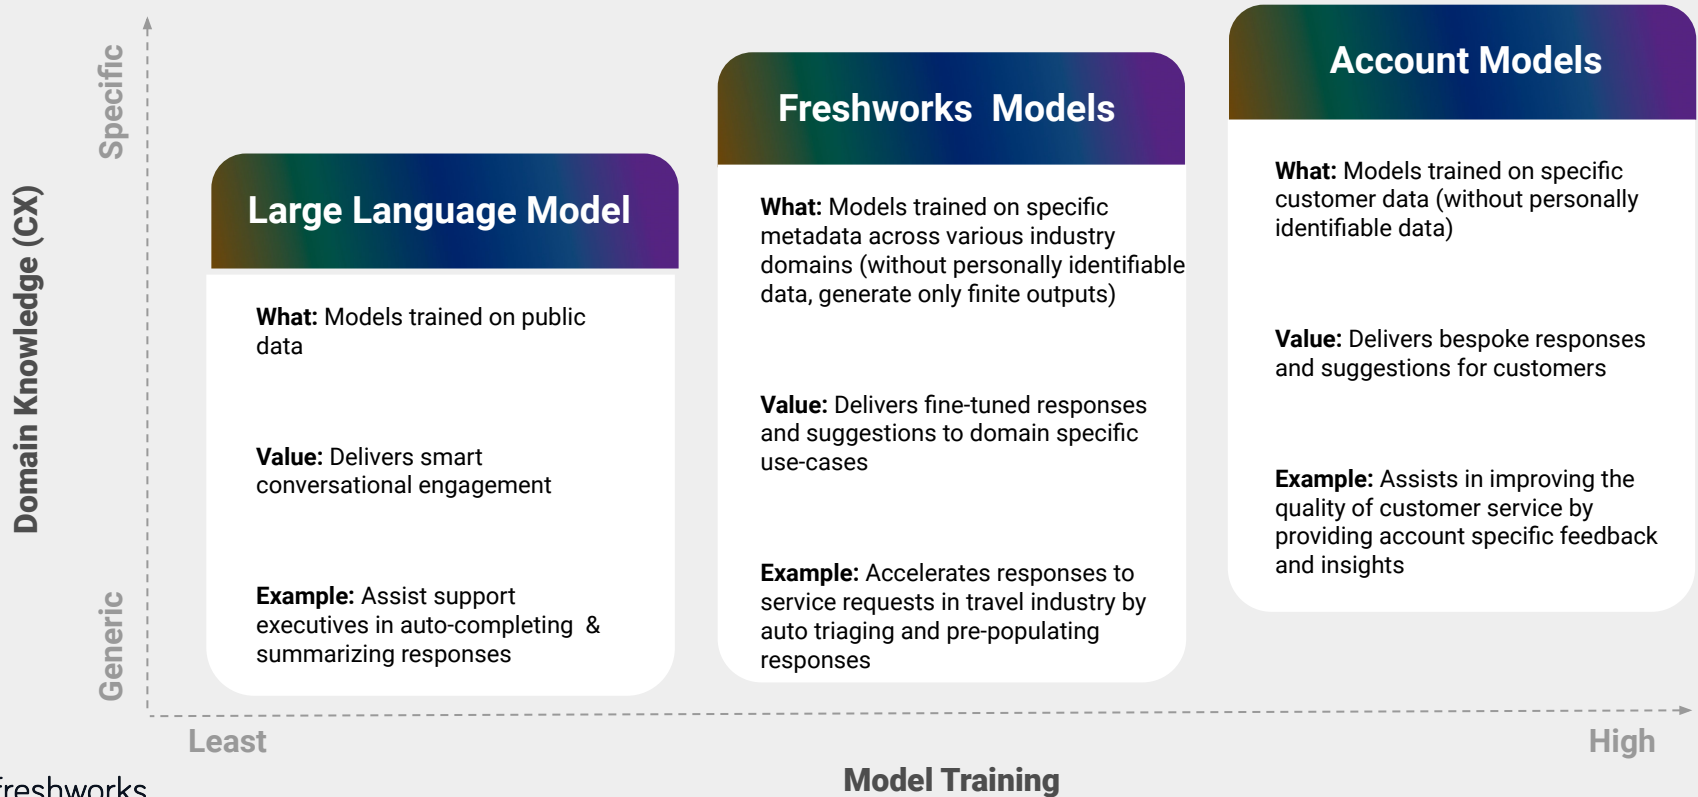 Domain Knowledge (CX)
Specific
Generic
Large Language Model
What: Models trained on public
data
Value: Delivers smart
conversational engagement
Example: Assist support
executives in auto-completing  &
summarizing responses
Freshworks  Models
What: Models trained on specific
metadata across various industry
domains (without personally identifiable
data, generate only finite outputs)
Value: Delivers fine-tuned responses
and suggestions to domain specific
use-cases
Example: Accelerates responses to
service requests in travel industry by
auto triaging and pre-populating
responses
Account Models
What: Models trained on specific
customer data (without personally
identifiable data)
Value: Delivers bespoke responses
and suggestions for customers
Example: Assists in improving the
quality of customer service by
providing account specific feedback
and insights
Least
High
Model Training
freshworks